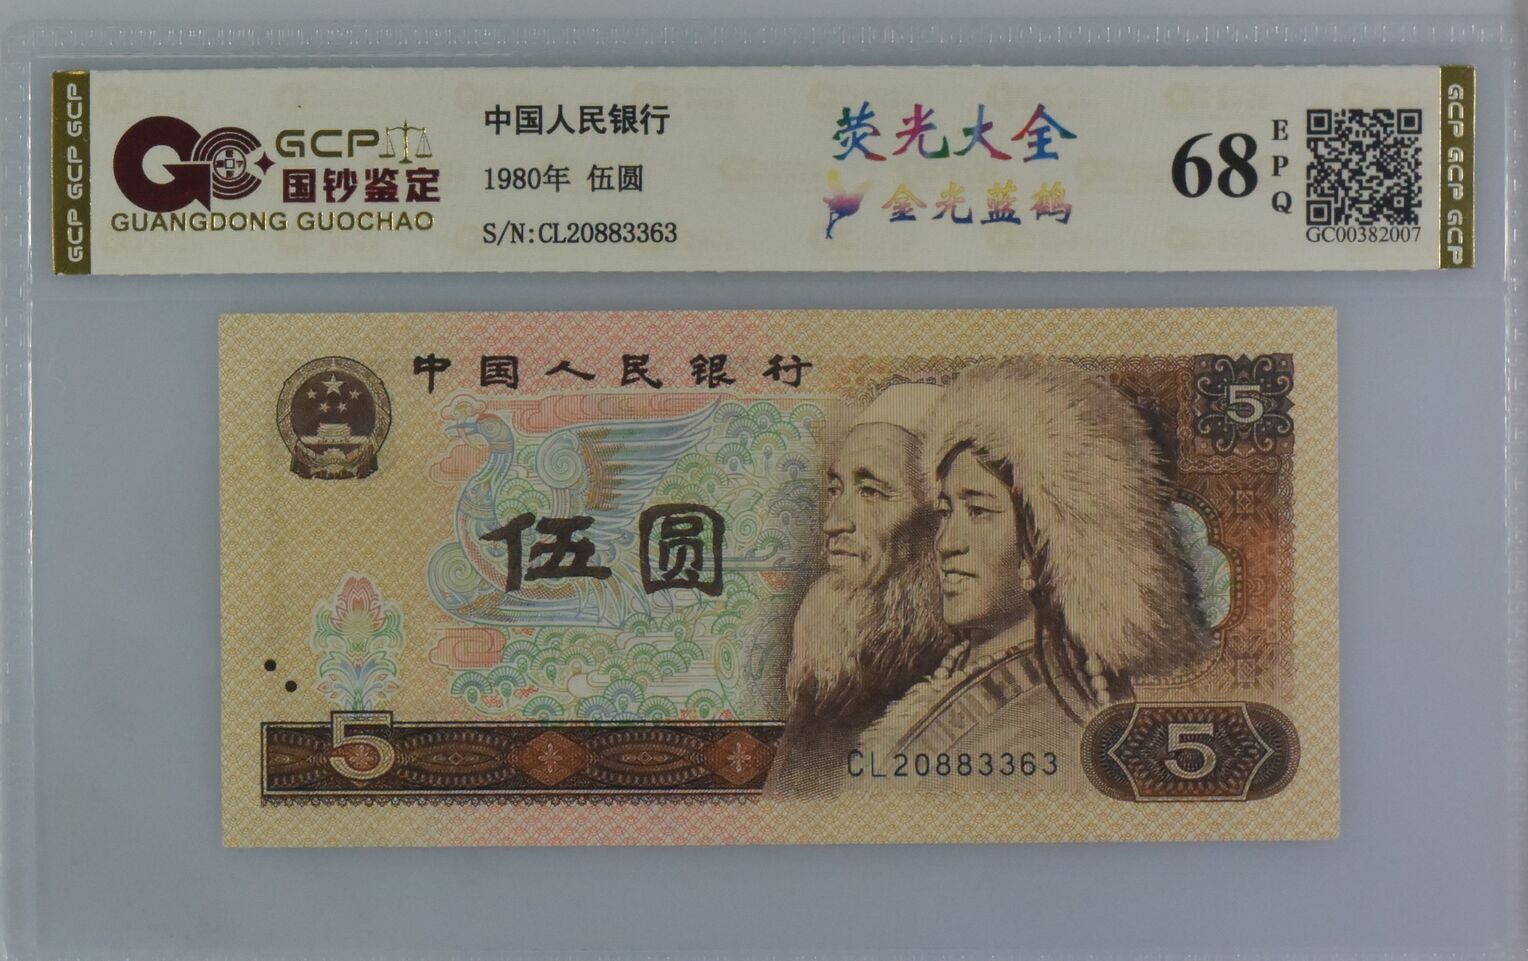 GCP GCP GCP
GCP
国钞鉴定
GUANGDONG GUOCHAO
中国人民银行
1980年 伍圆
S/N:CL20883363
荧光大全
金光蓝鹤
68
EPQ
GC00382007
GCP GCP GCP
中国人民银行
5
伍圆
5
CL20883363
5